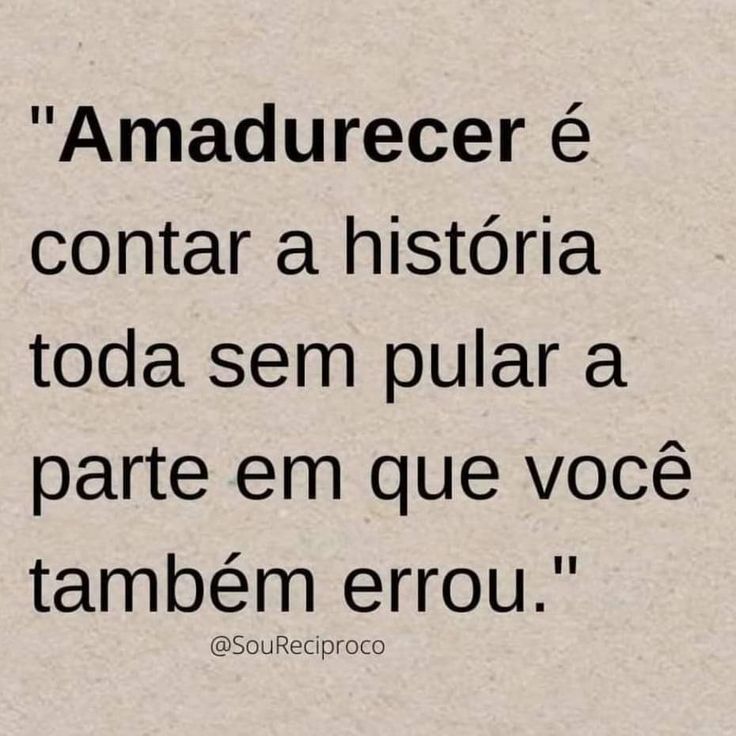 "Amadurecer é
contar a história
toda sem pular a
parte em que você
também errou."
@SouReciproco